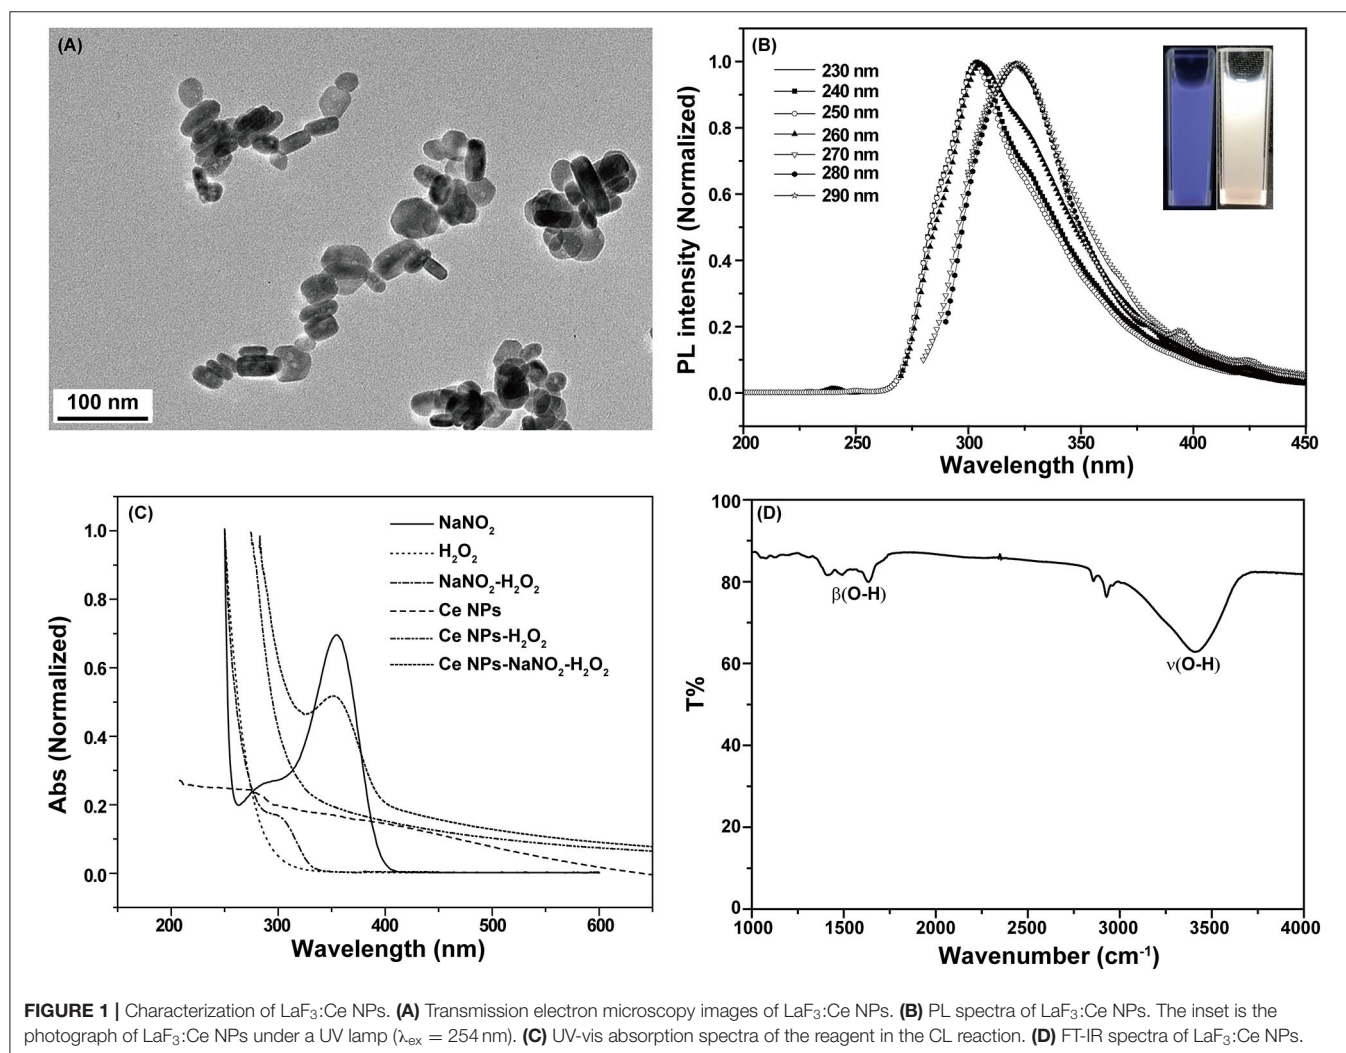 (A)
100 nm
(B)
230 nm
240 nm
250 nm
260 nm
270 nm
280 nm
290 nm
PL intensity (Normalized)
1.0
0.8
0.6
0.4
0.2
0.0
200 250 300 350 400 450
Wavelength (nm)
(C)
NaNO₂
H₂O₂
NaNO₂-H₂O₂
Ce NPs
Ce NPs-H₂O₂
Ce NPs-NaNO₂-H₂O₂
Abs (Normalized)
1.0
0.8
0.6
0.4
0.2
0.0
200 300 400 500 600
Wavelength (nm)
(D)
T%
100
80
60
40
20
0
β(O-H)
ν(O-H)
1000 1500 2000 2500 3000 3500 4000
Wavenumber (cm⁻¹)
FIGURE 1 | Characterization of LaF₃:Ce NPs. (A) Transmission electron microscopy images of LaF₃:Ce NPs. (B) PL spectra of LaF₃:Ce NPs. The inset is the
photograph of LaF₃:Ce NPs under a UV lamp (λₑₓ = 254 nm). (C) UV-vis absorption spectra of the reagent in the CL reaction. (D) FT-IR spectra of LaF₃:Ce NPs.